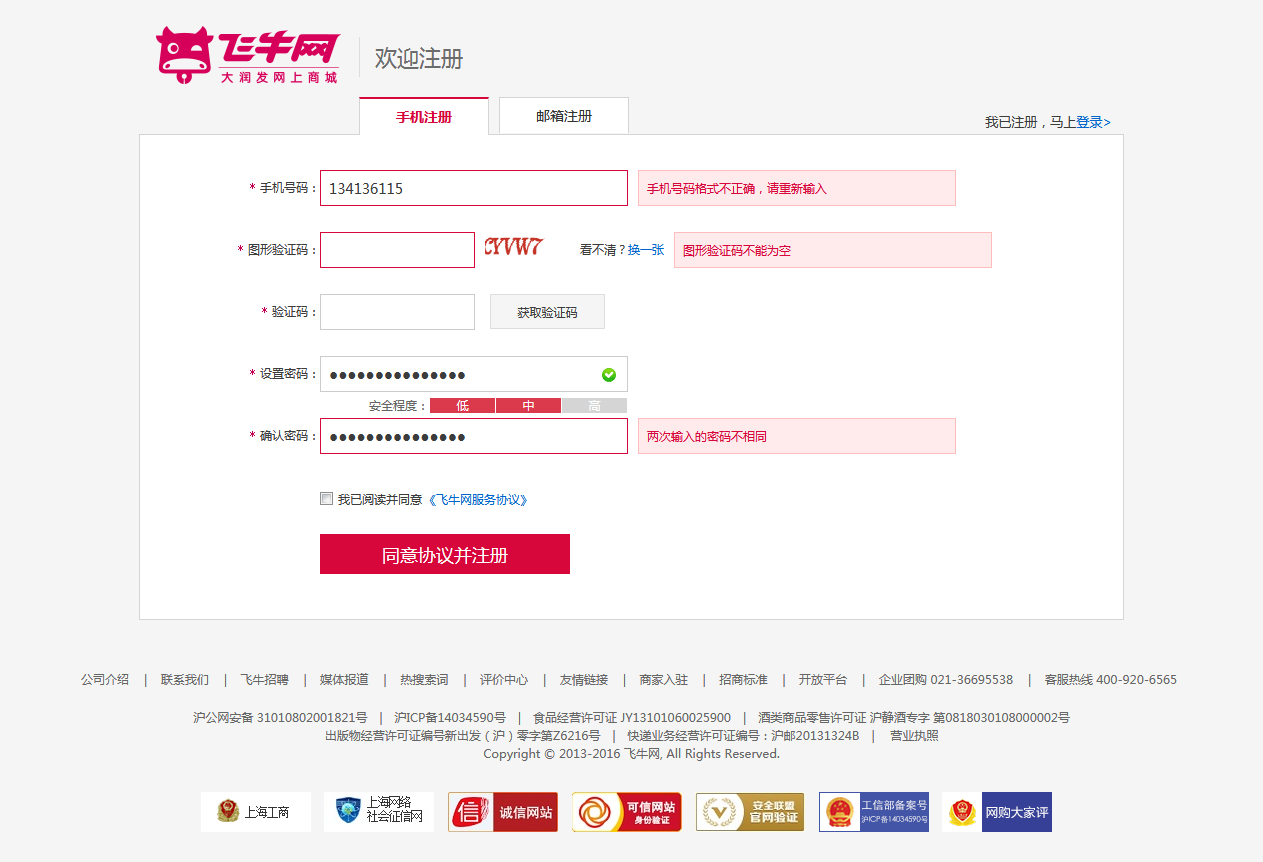 飞牛网
大润发网上商城
欢迎注册
手机注册
邮箱注册
我已注册，马上登录>
* 手机号码：
134136115
手机号码格式不正确，请重新输入
* 图形验证码：
CYVW7
看不清？换一张
图形验证码不能为空
* 验证码：
获取验证码
* 设置密码：
●●●●●●●●●●●●●●●
安全程度：
低
中
高
* 确认密码：
●●●●●●●●●●●●●●●
两次输入的密码不相同
我已阅读并同意《飞牛网服务协议》
同意协议并注册
公司介绍 | 联系我们 | 飞牛招聘 | 媒体报道 | 热搜索词 | 评价中心 | 友情链接 | 商家入驻 | 招商标准 | 开放平台 | 企业团购 021-36695538 | 客服热线 400-920-6565
沪公网安备 31010802001821号 | 沪ICP备14034590号 | 食品经营许可证 JY13101060025900 | 酒类商品零售许可证 沪静酒专字 第0818030108000002号
出版物经营许可证编号新出发（沪）零字第Z6216号 | 快递业务经营许可证编号：沪邮20131324B | 营业执照
Copyright © 2013-2016 飞牛网, All Rights Reserved.
上海工商
上海网络
社会征信网
信
诚信网站
可信网站
身份验证
安全联盟
官网验证
工信部备案号
沪ICP备14034590号
网购大家评